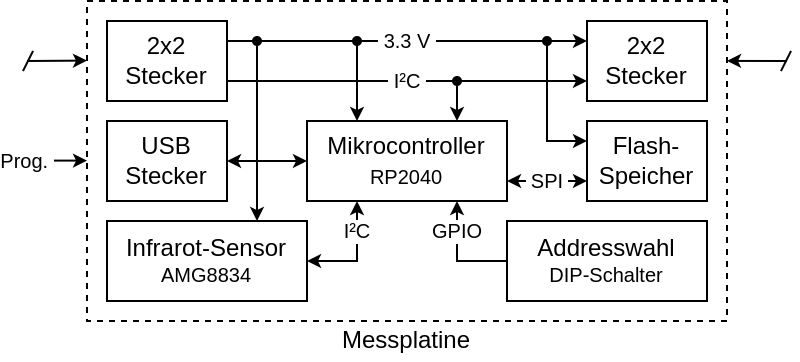 2x2
Stecker
3.3 V
I²C
2x2
Stecker
Prog.
USB
Stecker
Mikrocontroller
RP2040
SPI
Flash-
Speicher
I²C
GPIO
Infrarot-Sensor
AMG8834
Addresswahl
DIP-Schalter
Messplatine